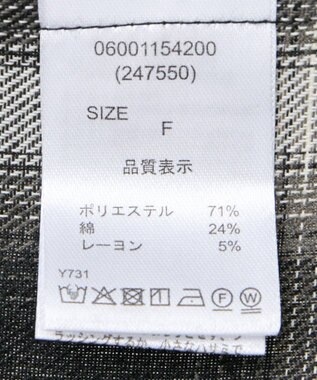 06001154200
(247550)
SIZE
F
品質表示
ポリエステル 71%
綿 24%
レーヨン 5%
Y731
F W